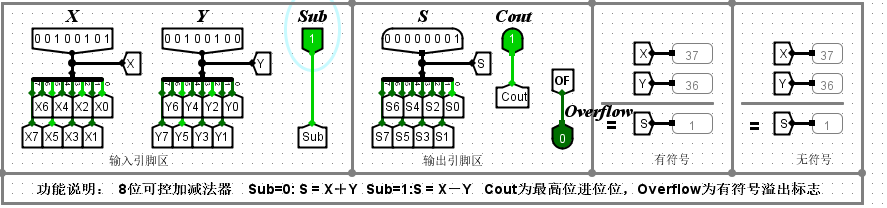 X Y Sub S Cout
00100101 00100100 1 00000001 1
X Y S OF X 37 X 37
Y 36 Y 36
X6 X4 X2 X0 Y6 Y4 Y2 Y0 S6 S4 S2 S0 Cout Overflow
= S 1 = S 1
X7 X5 X3 X1 Y7 Y5 Y3 Y1 Sub S7 S5 S3 S1 0
输入引脚区 输出引脚区 有符号 无符号
功能说明： 8位可控加减法器 Sub=0: S = X＋Y Sub=1:S = X－Y Cout为最高位进位位，Overflow为有符号溢出标志